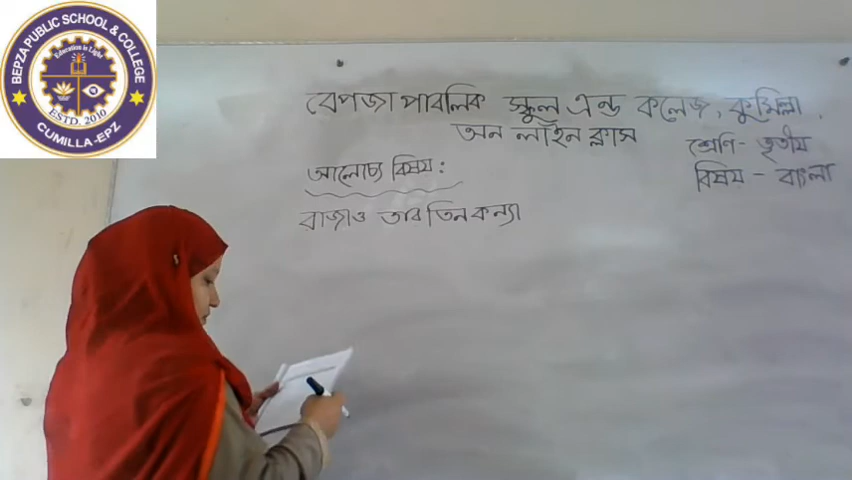 BEPZA PUBLIC SCHOOL & COLLEGE
Education is Light
ESTD. 2010
CUMILLA-EPZ
বেপজা পাবলিক স্কুল এন্ড কলেজ, কুমিল্লা.
অন লাইন ক্লাস
শ্রেণি - তৃতীয়
আলোচ্য বিষয়:
বিষয় - বাংলা
রাজাও তার তিন কন্যা